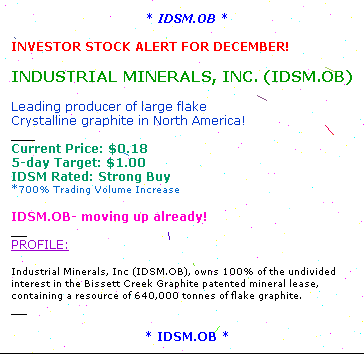 * IDSM.OB *
INVESTOR STOCK ALERT FOR DECEMBER!
INDUSTRIAL MINERALS, INC. (IDSM.OB)
Leading producer of large flake
Crystalline graphite in North America!
Current Price: $0.18
5-day Target: $1.00
IDSM Rated: Strong Buy
*700% Trading Volume Increase
IDSM.OB- moving up already!
PROFILE:
Industrial Minerals, Inc (IDSM.OB), owns 100% of the undivided
interest in the Bissett Creek Graphite patented mineral lease,
containing a resource of 640,000 tonnes of flake graphite.
* IDSM.OB *